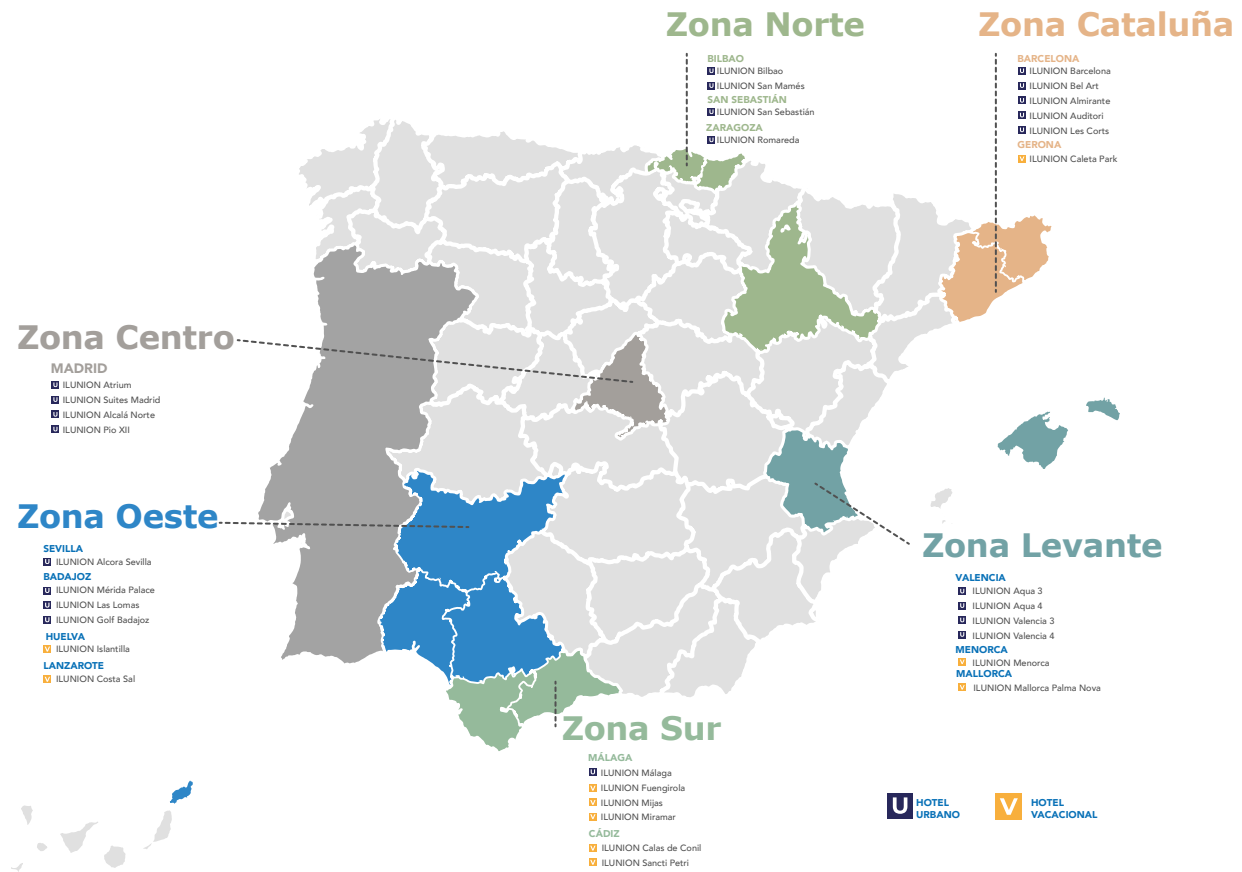 Zona Norte
BILBAO
U ILUNION Bilbao
U ILUNION San Mamés
SAN SEBASTIÁN
U ILUNION San Sebastián
ZARAGOZA
U ILUNION Romareda
Zona Cataluña
BARCELONA
U ILUNION Barcelona
U ILUNION Bel Art
U ILUNION Almirante
U ILUNION Auditori
U ILUNION Les Corts
GERONA
V ILUNION Caleta Park
Zona Centro
MADRID
U ILUNION Atrium
U ILUNION Suites Madrid
U ILUNION Alcalá Norte
U ILUNION Pio XII
Zona Oeste
SEVILLA
U ILUNION Alcora Sevilla
BADAJOZ
U ILUNION Mérida Palace
U ILUNION Las Lomas
U ILUNION Golf Badajoz
HUELVA
V ILUNION Islantilla
LANZAROTE
V ILUNION Costa Sal
Zona Levante
VALENCIA
U ILUNION Aqua 3
U ILUNION Aqua 4
U ILUNION Valencia 3
U ILUNION Valencia 4
MENORCA
V ILUNION Menorca
MALLORCA
V ILUNION Mallorca Palma Nova
Zona Sur
MÁLAGA
U ILUNION Málaga
V ILUNION Fuengirola
V ILUNION Mijas
V ILUNION Miramar
CÁDIZ
V ILUNION Calas de Conil
V ILUNION Sancti Petri
U HOTEL
URBANO
V HOTEL
VACACIONAL